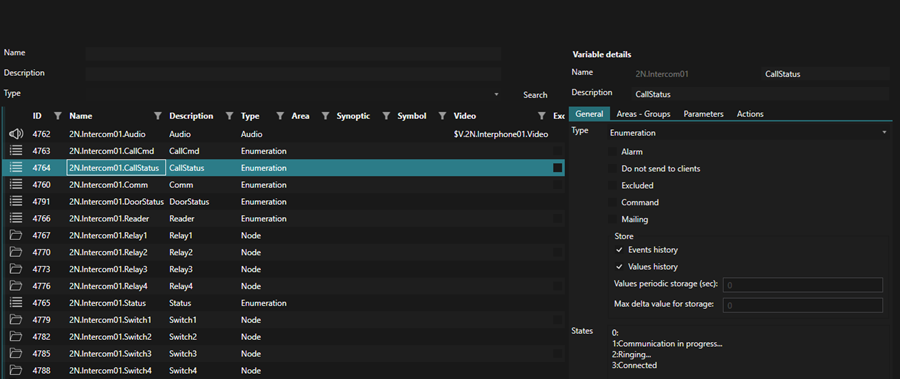 Name
Description
Type
Search
ID Name Description Type Area Synoptic Symbol Video Exc
4762 2N.Intercom01.Audio Audio Audio $V.2N.Interphone01.Video
4763 2N.Intercom01.CallCmd CallCmd Enumeration
4764 2N.Intercom01.CallStatus CallStatus Enumeration
4760 2N.Intercom01.Comm Comm Enumeration
4791 2N.Intercom01.DoorStatus DoorStatus Enumeration
4766 2N.Intercom01.Reader Reader Enumeration
4767 2N.Intercom01.Relay1 Relay1 Node
4770 2N.Intercom01.Relay2 Relay2 Node
4773 2N.Intercom01.Relay3 Relay3 Node
4776 2N.Intercom01.Relay4 Relay4 Node
4765 2N.Intercom01.Status Status Enumeration
4779 2N.Intercom01.Switch1 Switch1 Node
4782 2N.Intercom01.Switch2 Switch2 Node
4785 2N.Intercom01.Switch3 Switch3 Node
4788 2N.Intercom01.Switch4 Switch4 Node
Variable details
Name 2N.Intercom01 CallStatus
Description CallStatus
General Areas - Groups Parameters Actions
Type Enumeration
Alarm
Do not send to clients
Excluded
Command
Mailing
Store
Events history
Values history
Values periodic storage (sec): 0
Max delta value for storage: 0
States 0:
1:Communication in progress...
2:Ringing...
3:Connected